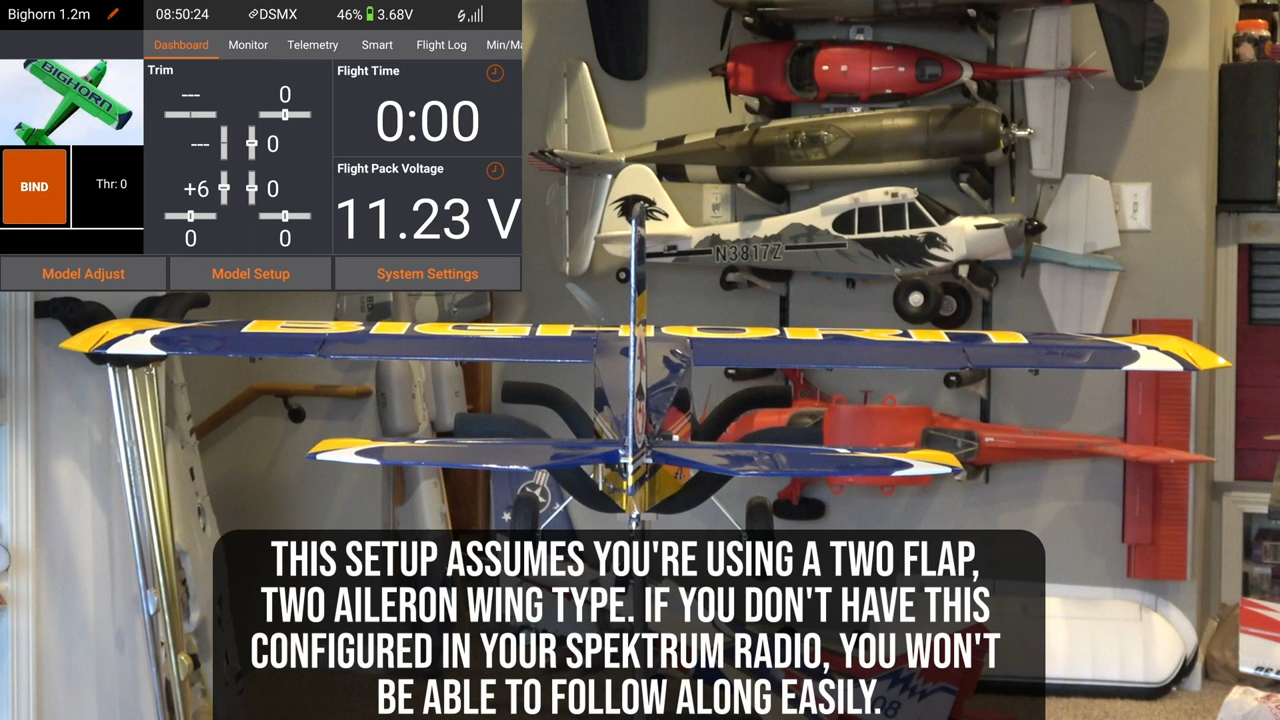 Bighorn 1.2m
08:50:24
DSMX
46%
3.68V
Dashboard
Monitor
Telemetry
Smart
Flight Log
Min/Ma
BIGHORN
BIND
Thr: 0
Trim
---
0
---
0
+6
0
0
0
Flight Time
0:00
Flight Pack Voltage
11.23 V
Model Adjust
Model Setup
System Settings
N3817Z
BIGHORN
THIS SETUP ASSUMES YOU'RE USING A TWO FLAP,
TWO AILERON WING TYPE. IF YOU DON'T HAVE THIS
CONFIGURED IN YOUR SPEKTRUM RADIO, YOU WON'T
BE ABLE TO FOLLOW ALONG EASILY.